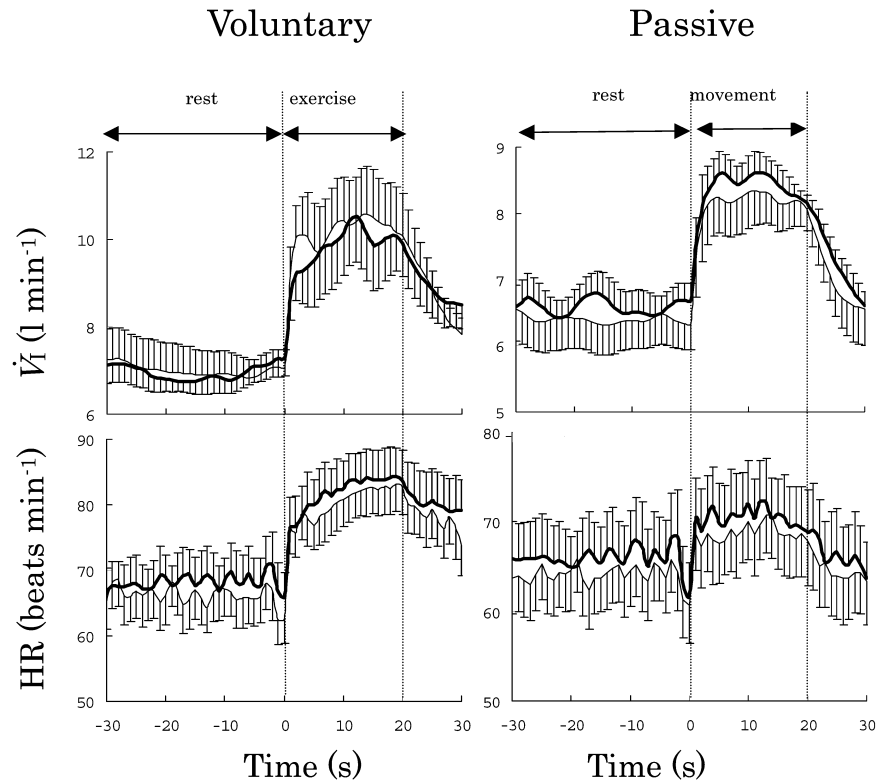 Voluntary Passive
rest exercise rest movement
12
10
8
6
V̇I (l min-1)
9
8
7
6
5
90
80
70
60
50
HR (beats min-1)
80
70
60
50
-30 -20 -10 0 10 20 30
-30 -20 -10 0 10 20 30
Time (s) Time (s)